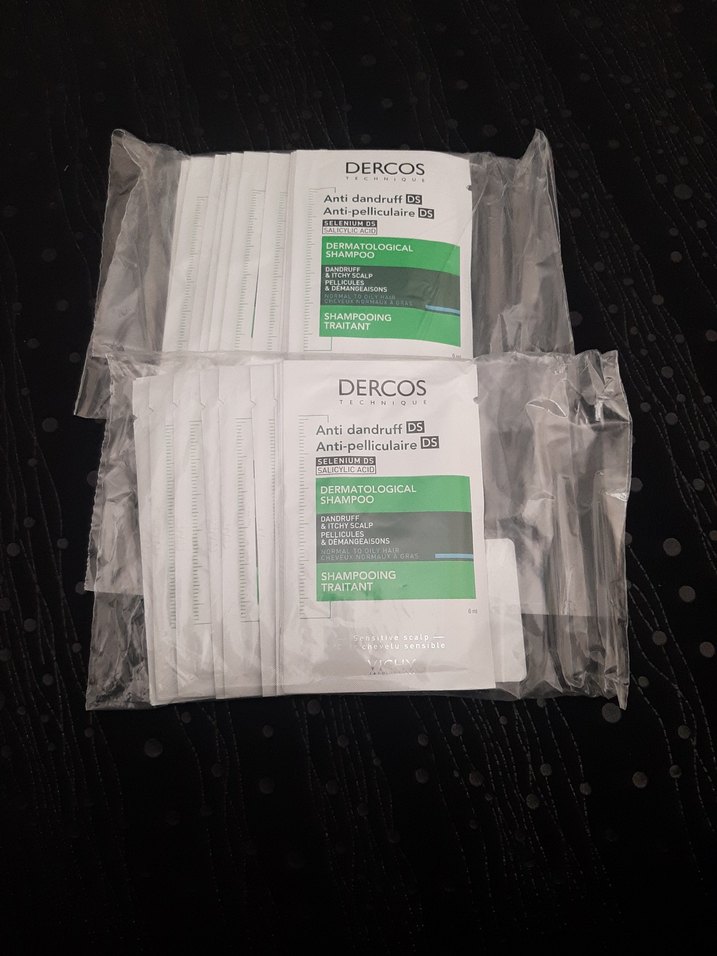 DERCOS
TECHNIQUE
Anti dandruff DS
Anti-pelliculaire DS
SELENIUM DS
SALICYLIC ACID
DERMATOLOGICAL
SHAMPOO
DANDRUFF
& ITCHY SCALP
PELLICULES
& DÉMANGEAISONS
NORMAL TO OILY HAIR
CHEVEUX NORMAUX À GRAS
SHAMPOOING
TRAITANT
6 ml
DERCOS
TECHNIQUE
Anti dandruff DS
Anti-pelliculaire DS
SELENIUM DS
SALICYLIC ACID
DERMATOLOGICAL
SHAMPOO
DANDRUFF
& ITCHY SCALP
PELLICULES
& DÉMANGEAISONS
NORMAL TO OILY HAIR
CHEVEUX NORMAUX À GRAS
SHAMPOOING
TRAITANT
6 ml
Sensitive scalp —
chevelu sensible
VICHY